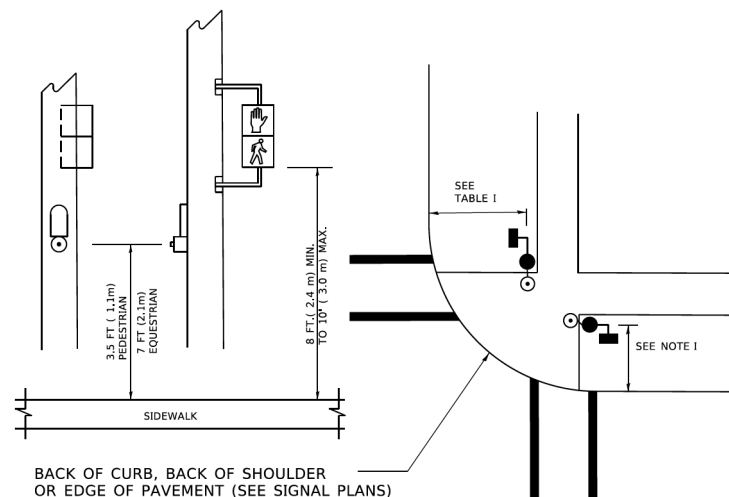 SEE
TABLE I
3.5 FT ( 1.1m)
PEDESTRIAN
7 FT (2.1m)
EQUESTRIAN
8 FT.( 2.4 m) MIN.
TO 10' ( 3.0 m) MAX.
SEE NOTE I
SIDEWALK
BACK OF CURB, BACK OF SHOULDER
OR EDGE OF PAVEMENT (SEE SIGNAL PLANS)